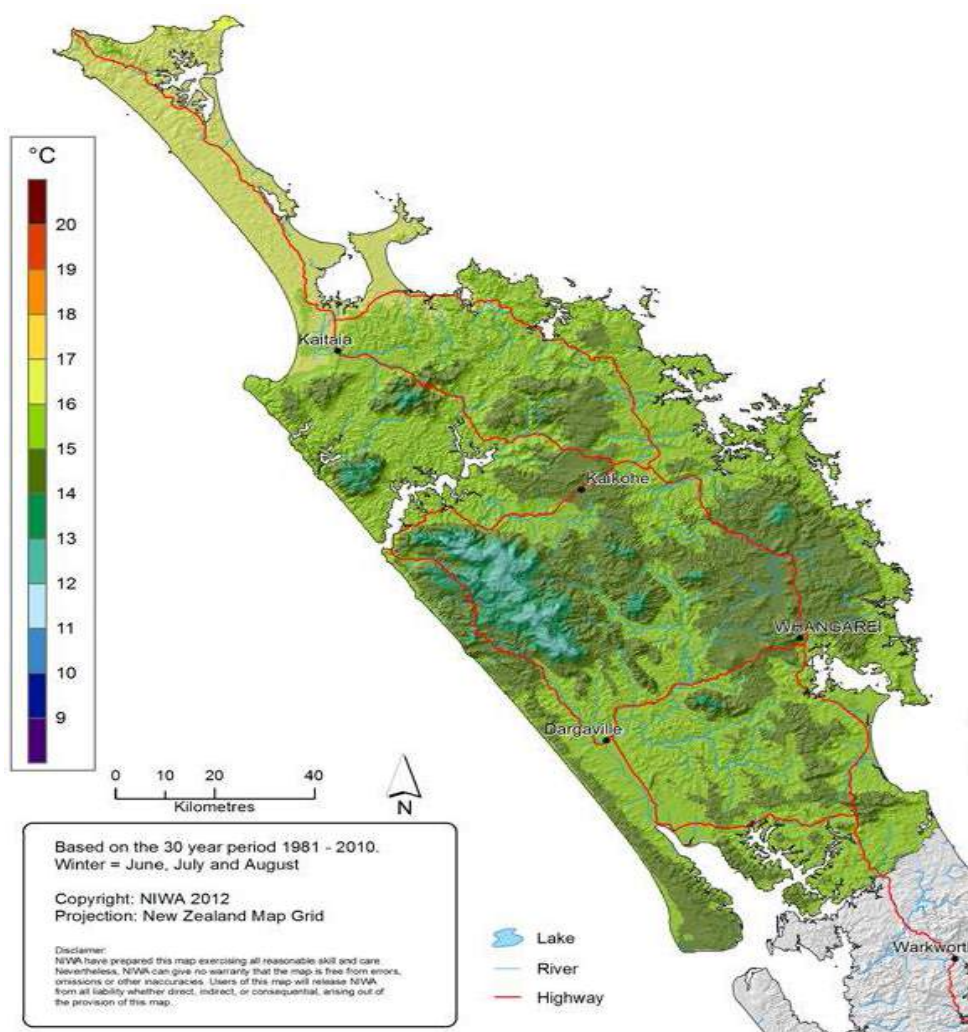 °C
20
19
18
17
16
15
14
13
12
11
10
9
Kaitaia
Kaikohe
WHANGAREI
Dargaville
Warkwort
0 10 20 40
Kilometres
N
Based on the 30 year period 1981 - 2010.
Winter = June, July and August
Copyright: NIWA 2012
Projection: New Zealand Map Grid
Disclaimer:
NIWA have prepared this map exercising all reasonable skill and care
Nevertheless, NIWA can give no warranty that the map is free from errors,
omissions or other inaccuracies. Users of this map will release NIWA
from all liability whether direct, indirect, or consequential, arising out of
the provision of this map.
Lake
River
Highway